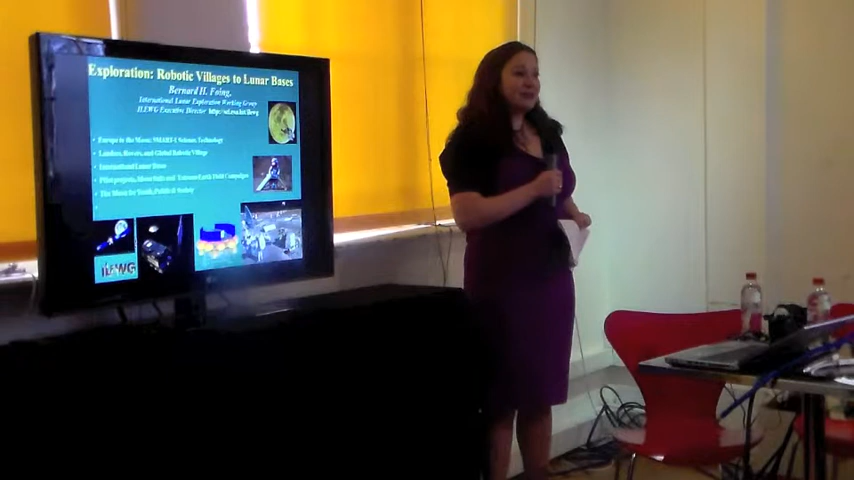 Exploration: Robotic Villages to Lunar Bases
Bernard H. Foing,
International Lunar Exploration Working Group
ILEWG Executive Director
• Europe to the Moon: SMART-1 Science, Technology
• Landers, Rovers, and Global Robotic Village
• International Lunar Bases
• Pilot projects,
• The Moon for Youth, Public & Society
ILEWG